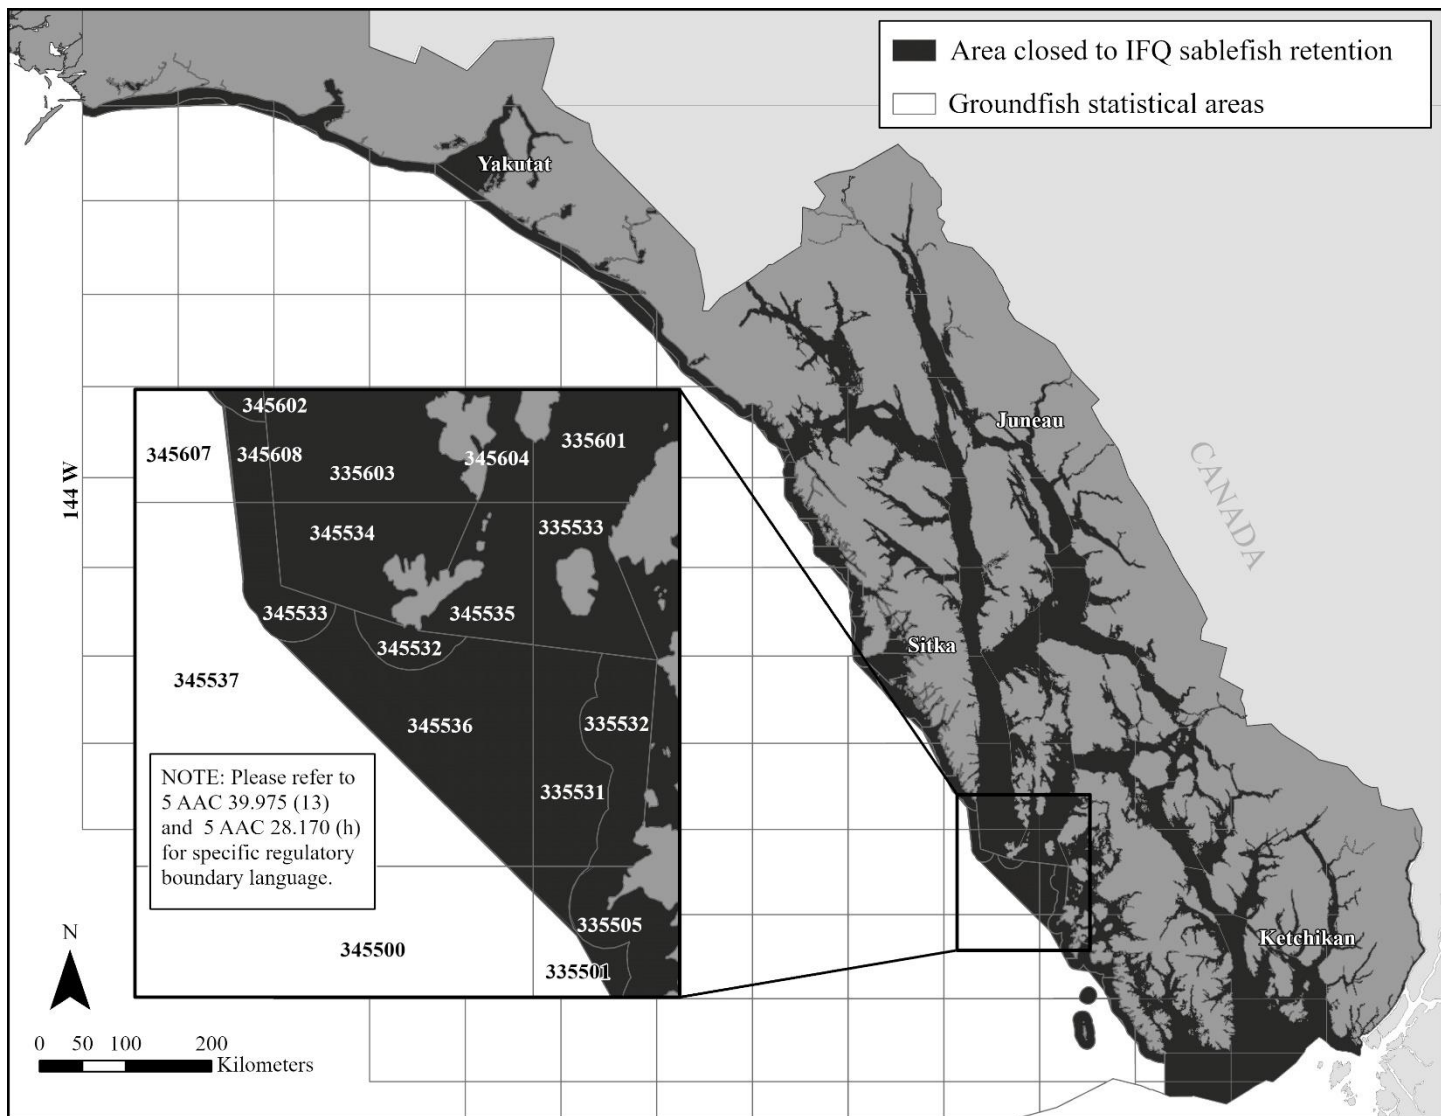 Area closed to IFQ sablefish retention
Groundfish statistical areas
Yakutat
Juneau
CANADA
144 W
Sitka
Ketchikan
345602
345607
345608
335603
345604
335601
345534
335533
345533
345535
345532
345537
345536
335532
335531
NOTE: Please refer to
5 AAC 39.975 (13)
and 5 AAC 28.170 (h)
for specific regulatory
boundary language.
335505
345500
335501
N
0 50 100 200
Kilometers